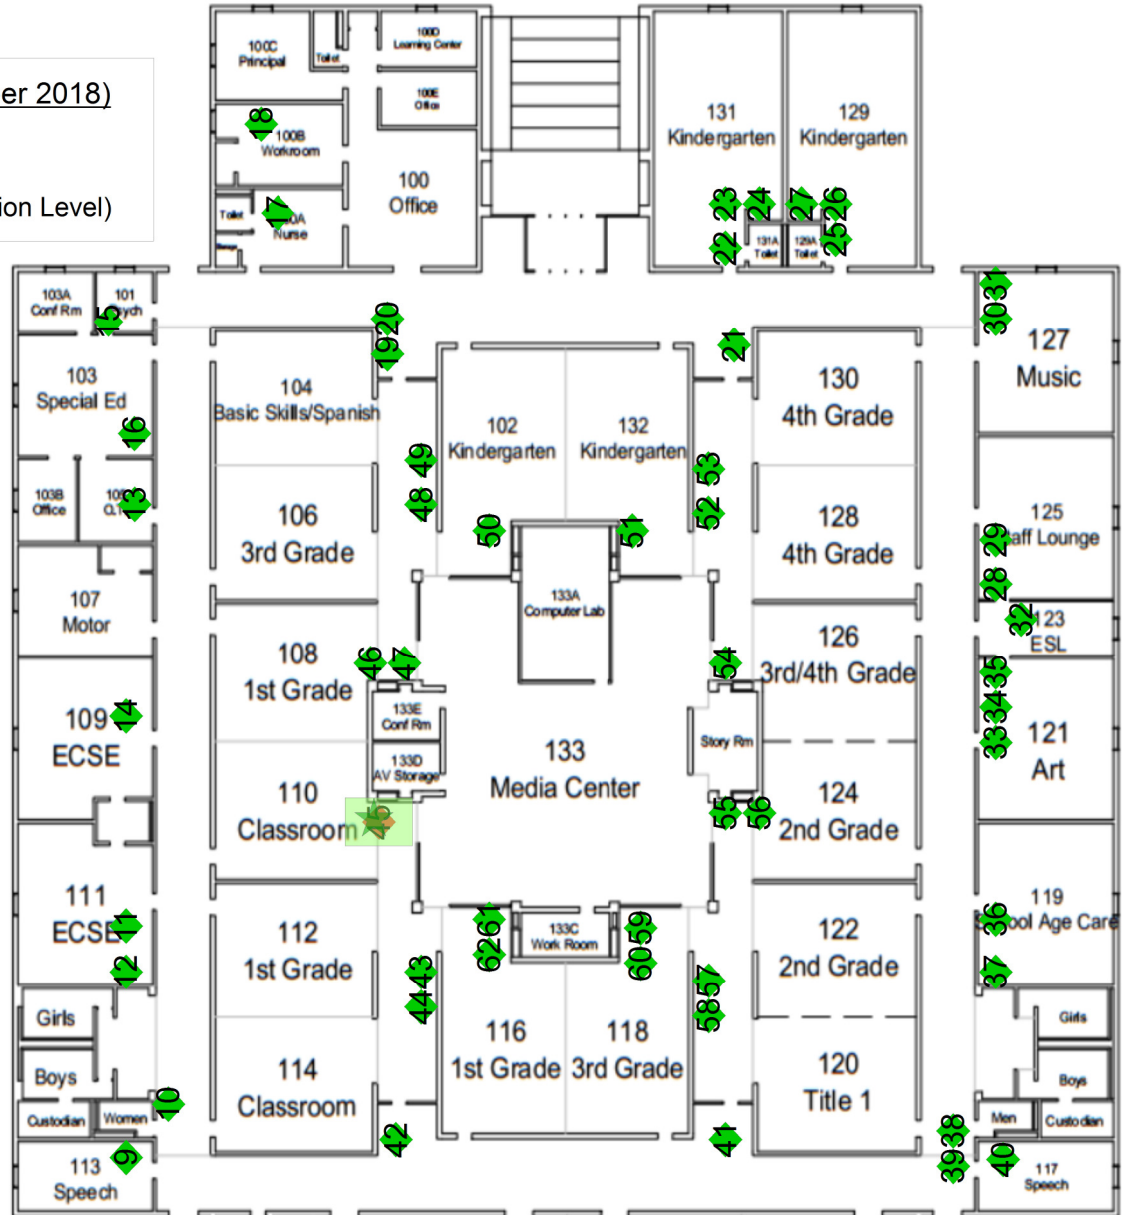 er 2018)
ion Level)
100C
Principal
Toilet
100D
Learning Center
100E
Office
18
100B
Workroom
100
Office
Toilet
17
Nurse
131
Kindergarten
129
Kindergarten
23
24
27
26
22
25
131A
Toilet
129A
Toilet
103A
Conf Rm
101
15
103
Special Ed
16
103B
Office
13
107
Motor
109
ECSE
14
111
ECSE
11
12
Girls
Boys
Custodian
Women
10
9
113
Speech
20
19
104
Basic Skills/Spanish
106
3rd Grade
108
1st Grade
110
Classroom
112
1st Grade
114
Classroom
49
48
46
47
133E
Conf Rm
133D
AV Storage
43
44
42
102
Kindergarten
132
Kindergarten
50
51
133A
Computer Lab
133
Media Center
61
62
133C
Work Room
59
60
116
1st Grade
118
3rd Grade
21
53
52
54
Story Rm
55
56
57
58
41
130
4th Grade
128
4th Grade
126
3rd/4th Grade
124
2nd Grade
122
2nd Grade
120
Title 1
31
30
127
Music
125
29
Lounge
28
32
123
ESL
35
34
33
121
Art
119
36
Age Care
37
Girls
Boys
Men
Custodian
38
39
40
117
Speech